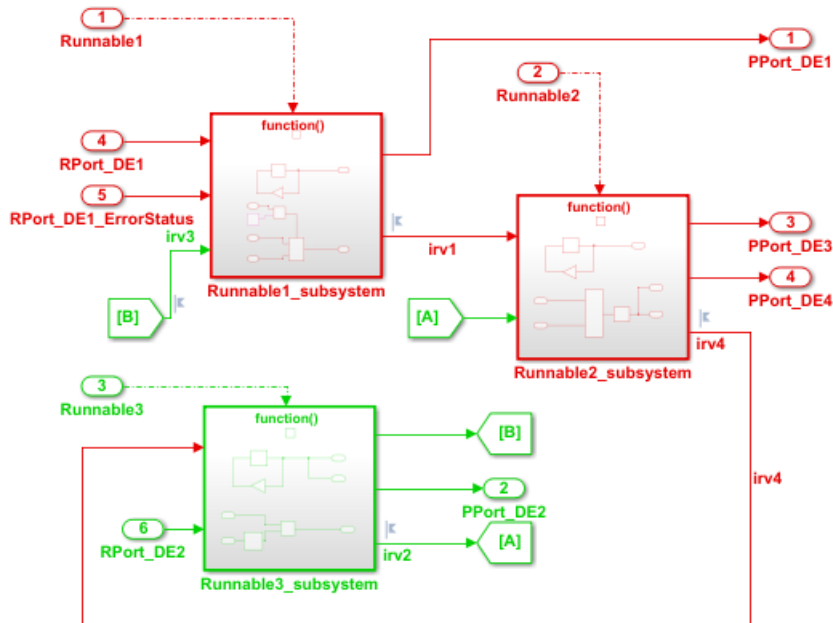 1
Runnable1
1
PPort_DE1
2
Runnable2
function()
4
RPort_DE1
5
RPort_DE1_ErrorStatus
irv3
irv1
[B]
Runnable1_subsystem
function()
3
PPort_DE3
4
PPort_DE4
[A]
irv4
Runnable2_subsystem
3
Runnable3
function()
[B]
2
PPort_DE2
irv4
6
RPort_DE2
[A]
irv2
Runnable3_subsystem